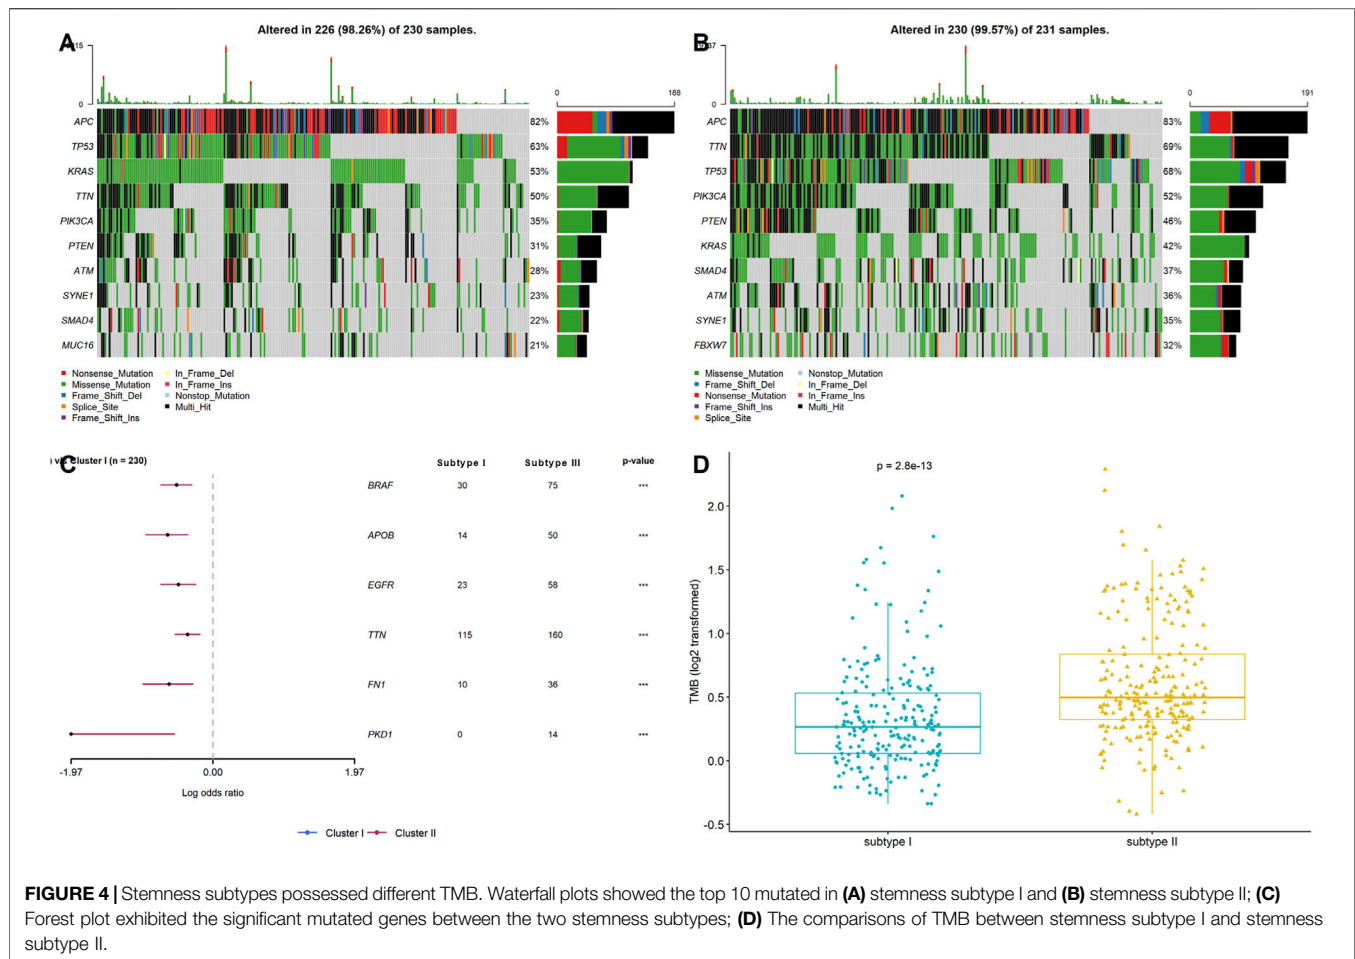 A
Altered in 226 (98.26%) of 230 samples.
0
0 188
APC 82%
TP53 63%
KRAS 53%
TTN 50%
PIK3CA 35%
PTEN 31%
ATM 28%
SYNE1 23%
SMAD4 22%
MUC16 21%
Nonsense_Mutation In_Frame_Del
Missense_Mutation In_Frame_Ins
Frame_Shift_Del Nonstop_Mutation
Splice_Site Multi_Hit
Frame_Shift_Ins
B
Altered in 230 (99.57%) of 231 samples.
0
0 191
APC 83%
TTN 69%
TP53 68%
PIK3CA 52%
PTEN 46%
KRAS 42%
SMAD4 37%
ATM 36%
SYNE1 35%
FBXW7 32%
Missense_Mutation Nonstop_Mutation
Frame_Shift_Del In_Frame_Del
Nonsense_Mutation In_Frame_Ins
Frame_Shift_Ins Multi_Hit
Splice_Site
C
Cluster I (n = 230)
Subtype I Subtype III p-value
BRAF 30 75 ***
APOB 14 50 ***
EGFR 23 58 ***
TTN 115 160 ***
FN1 10 36 ***
PKD1 0 14 ***
-1.97 0.00 1.97
Log odds ratio
Cluster I Cluster II
D
p = 2.8e-13
2.0
1.5
1.0
0.5
0.0
-0.5
TMB (log2 transformed)
subtype I subtype II
FIGURE 4 | Stemness subtypes possessed different TMB. Waterfall plots showed the top 10 mutated in (A) stemness subtype I and (B) stemness subtype II; (C)
Forest plot exhibited the significant mutated genes between the two stemness subtypes; (D) The comparisons of TMB between stemness subtype I and stemness
subtype II.